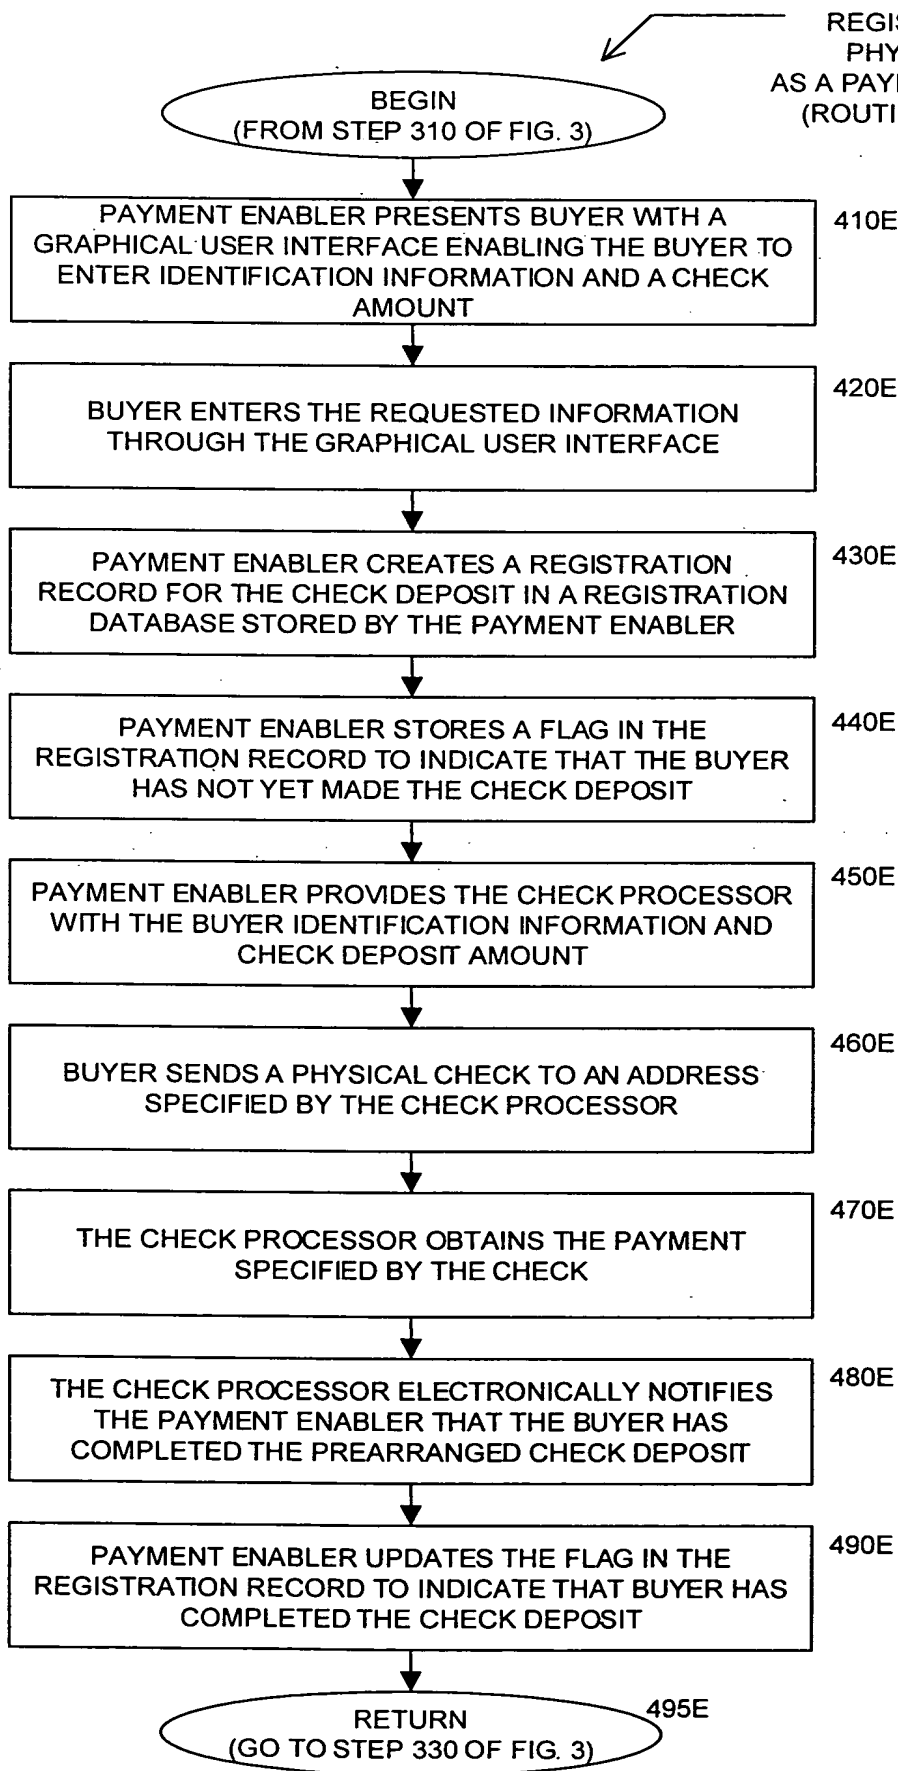 AS A
BEGIN
(FROM STEP 310 OF FIG. 3)
PAYMENT ENABLER PRESENTS BUYER WITH A
GRAPHICAL USER INTERFACE ENABLING THE BUYER TO
ENTER IDENTIFICATION INFORMATION AND A CHECK
AMOUNT
410E
BUYER ENTERS THE REQUESTED INFORMATION
THROUGH THE GRAPHICAL USER INTERFACE
420E
PAYMENT ENABLER CREATES A REGISTRATION
RECORD FOR THE CHECK DEPOSIT IN A REGISTRATION
DATABASE STORED BY THE PAYMENT ENABLER
430E
PAYMENT ENABLER STORES A FLAG IN THE
REGISTRATION RECORD TO INDICATE THAT THE BUYER
HAS NOT YET MADE THE CHECK DEPOSIT
440E
PAYMENT ENABLER PROVIDES THE CHECK PROCESSOR
WITH THE BUYER IDENTIFICATION INFORMATION AND
CHECK DEPOSIT AMOUNT
450E
BUYER SENDS A PHYSICAL CHECK TO AN ADDRESS
SPECIFIED BY THE CHECK PROCESSOR
460E
THE CHECK PROCESSOR OBTAINS THE PAYMENT
SPECIFIED BY THE CHECK
470E
THE CHECK PROCESSOR ELECTRONICALLY NOTIFIES
THE PAYMENT ENABLER THAT THE BUYER HAS
COMPLETED THE PREARRANGED CHECK DEPOSIT
480E
PAYMENT ENABLER UPDATES THE FLAG IN THE
REGISTRATION RECORD TO INDICATE THAT BUYER HAS
COMPLETED THE CHECK DEPOSIT
490E
RETURN
(GO TO STEP 330 OF FIG. 3)
495E